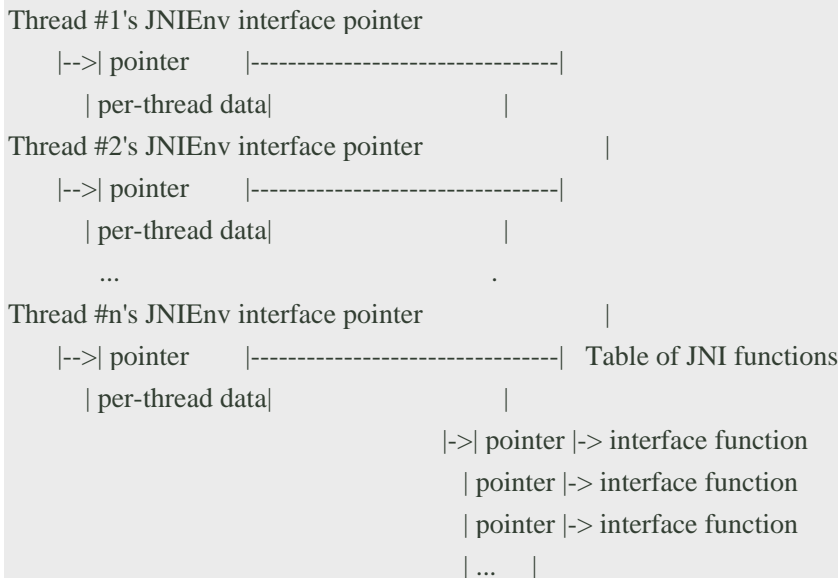 Thread #1's JNIEnv interface pointer
|-->| pointer |---------------------------------|
| per-thread data| |
Thread #2's JNIEnv interface pointer |
|-->| pointer |---------------------------------|
| per-thread data| |
... .
Thread #n's JNIEnv interface pointer |
|-->| pointer |---------------------------------| Table of JNI functions
| per-thread data| |
|->| pointer |-> interface function
| pointer |-> interface function
| pointer |-> interface function
| ... |